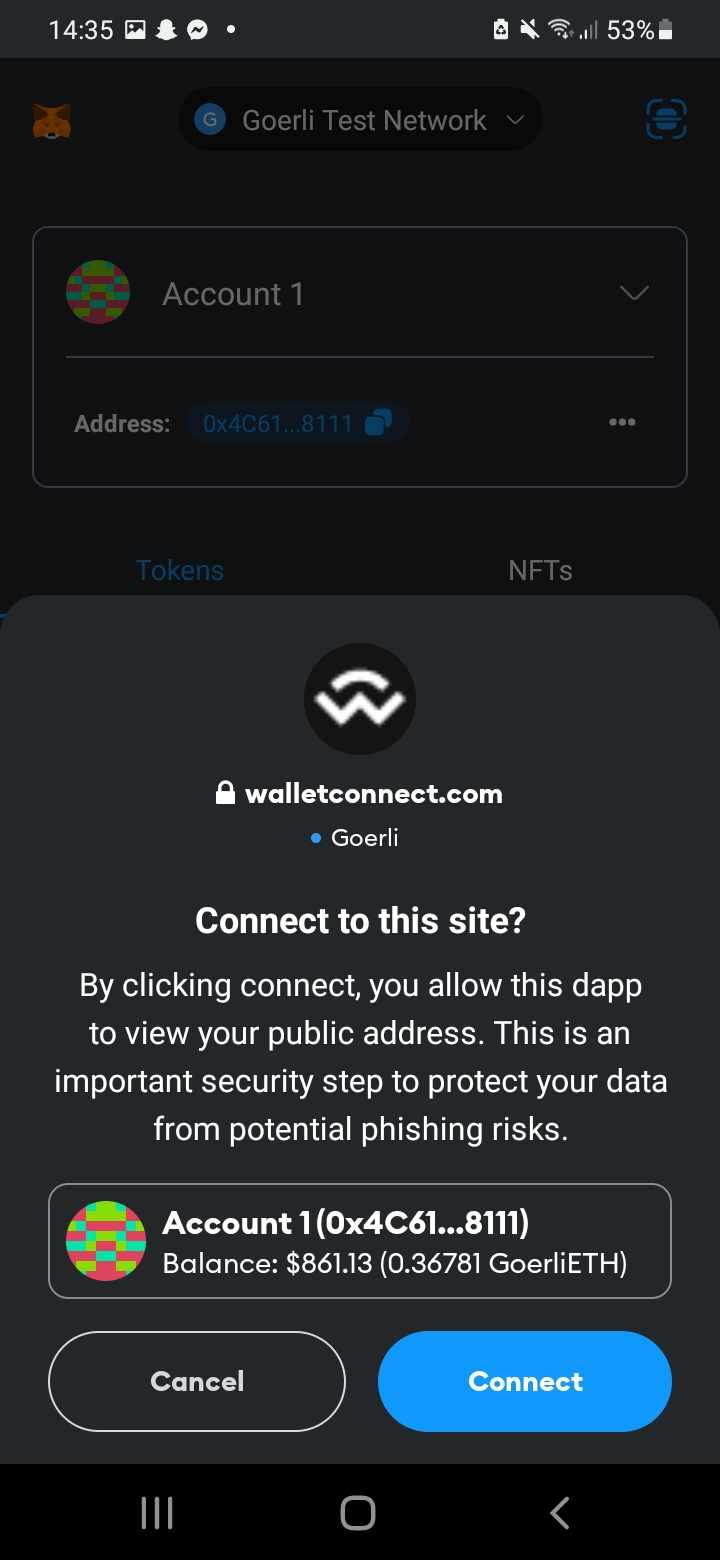 14:35
53%
G Goerli Test Network
Account 1
Address: 0x4C61...8111
Tokens
NFTs
walletconnect.com
Goerli
Connect to this site?
By clicking connect, you allow this dapp
to view your public address. This is an
important security step to protect your data
from potential phishing risks.
Account 1 (0x4C61...8111)
Balance: $861.13 (0.36781 GoerliETH)
Cancel
Connect